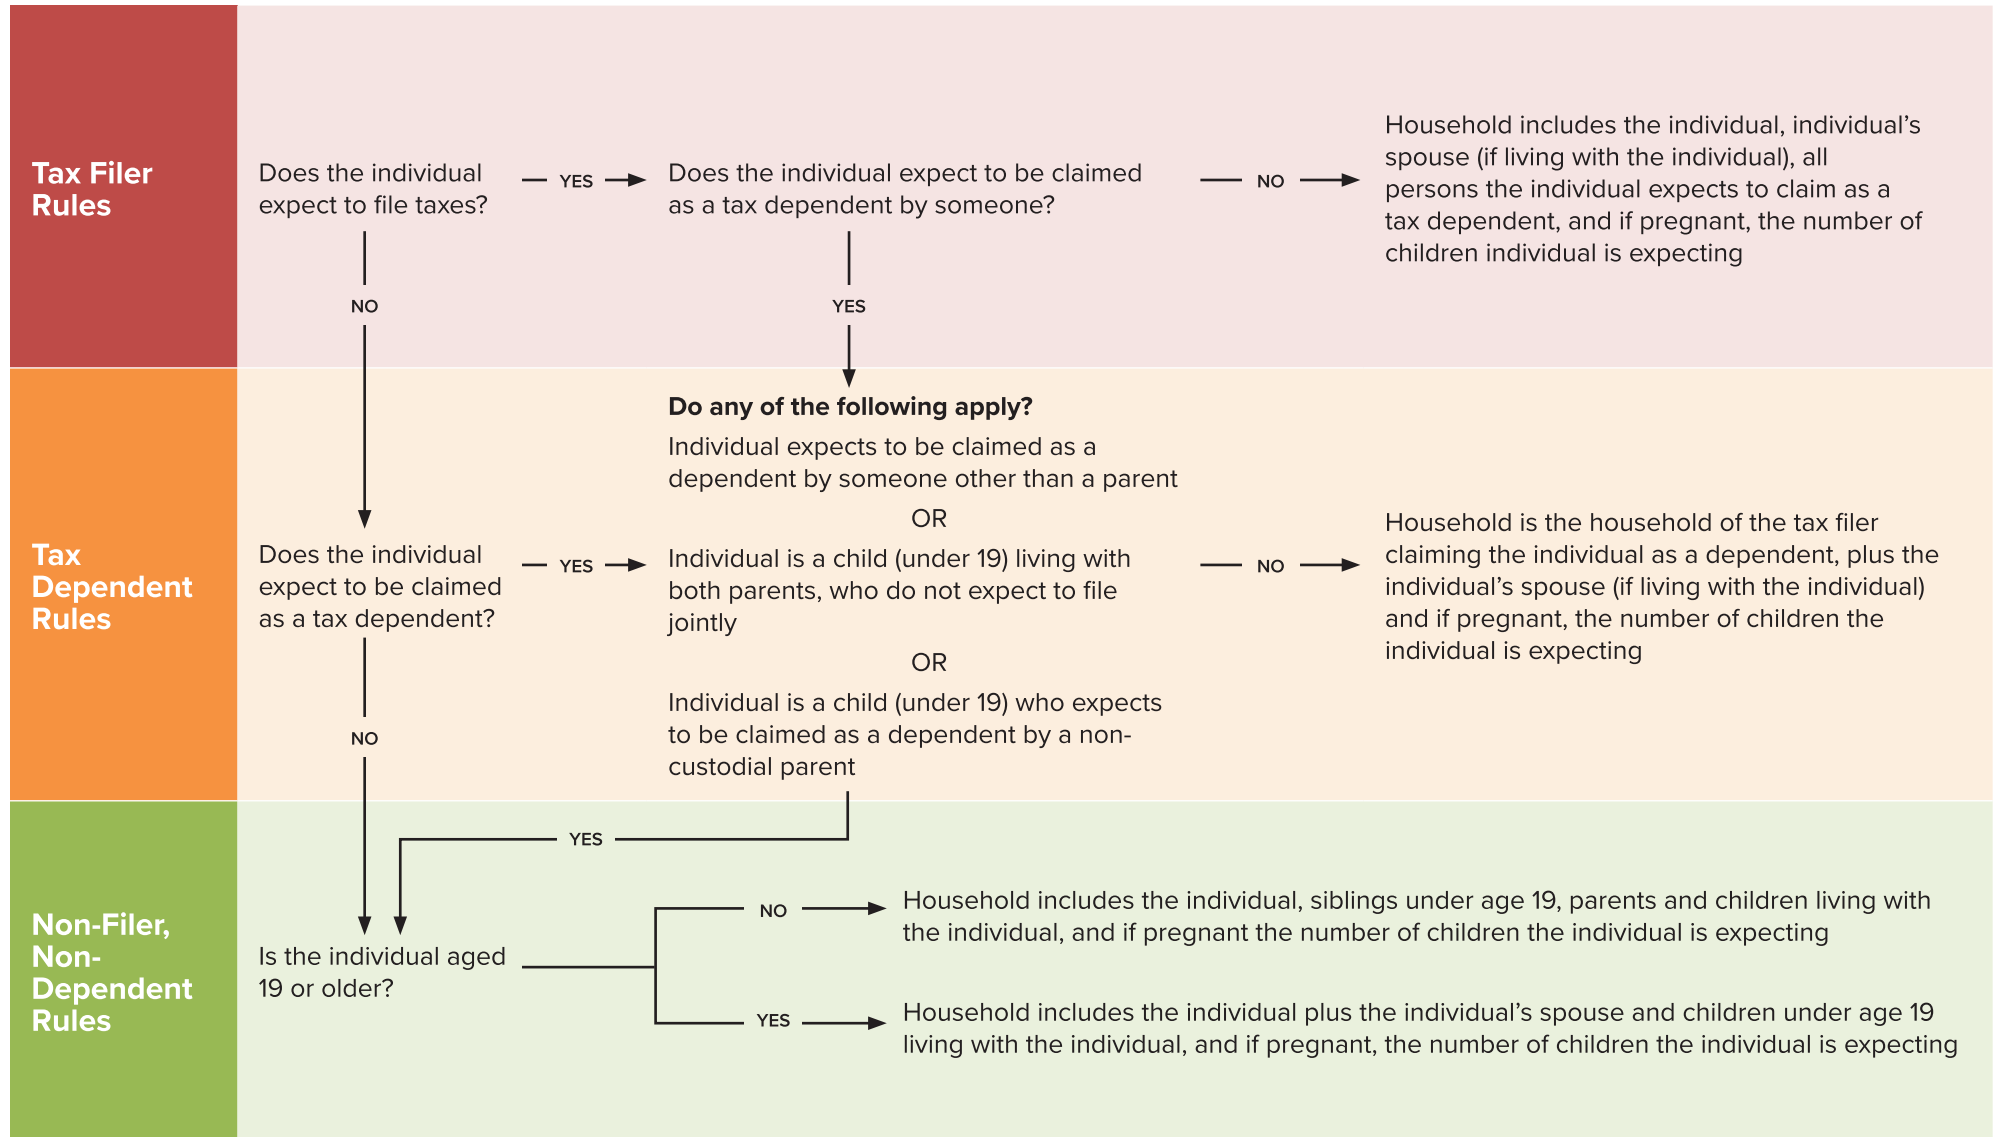 Tax Filer
Rules
Does the individual
expect to file taxes?
YES
Does the individual expect to be claimed
as a tax dependent by someone?
NO
Household includes the individual, individual’s
spouse (if living with the individual), all
persons the individual expects to claim as a
tax dependent, and if pregnant, the number of
children individual is expecting
NO
YES
Tax
Dependent
Rules
Does the individual
expect to be claimed
as a tax dependent?
YES
Do any of the following apply?
Individual expects to be claimed as a
dependent by someone other than a parent
OR
Individual is a child (under 19) living with
both parents, who do not expect to file
jointly
OR
Individual is a child (under 19) who expects
to be claimed as a dependent by a non-
custodial parent
NO
Household is the household of the tax filer
claiming the individual as a dependent, plus the
individual’s spouse (if living with the individual)
and if pregnant, the number of children the
individual is expecting
NO
YES
Non-Filer,
Non-
Dependent
Rules
Is the individual aged
19 or older?
NO
Household includes the individual, siblings under age 19, parents and children living with
the individual, and if pregnant the number of children the individual is expecting
YES
Household includes the individual plus the individual’s spouse and children under age 19
living with the individual, and if pregnant, the number of children the individual is expecting